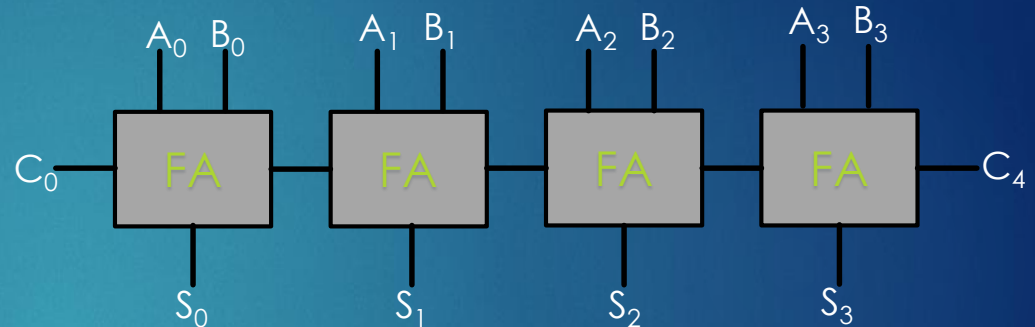 A₀ B₀ A₁ B₁ A₂ B₂ A₃ B₃
C₀ FA FA FA FA C₄
S₀ S₁ S₂ S₃